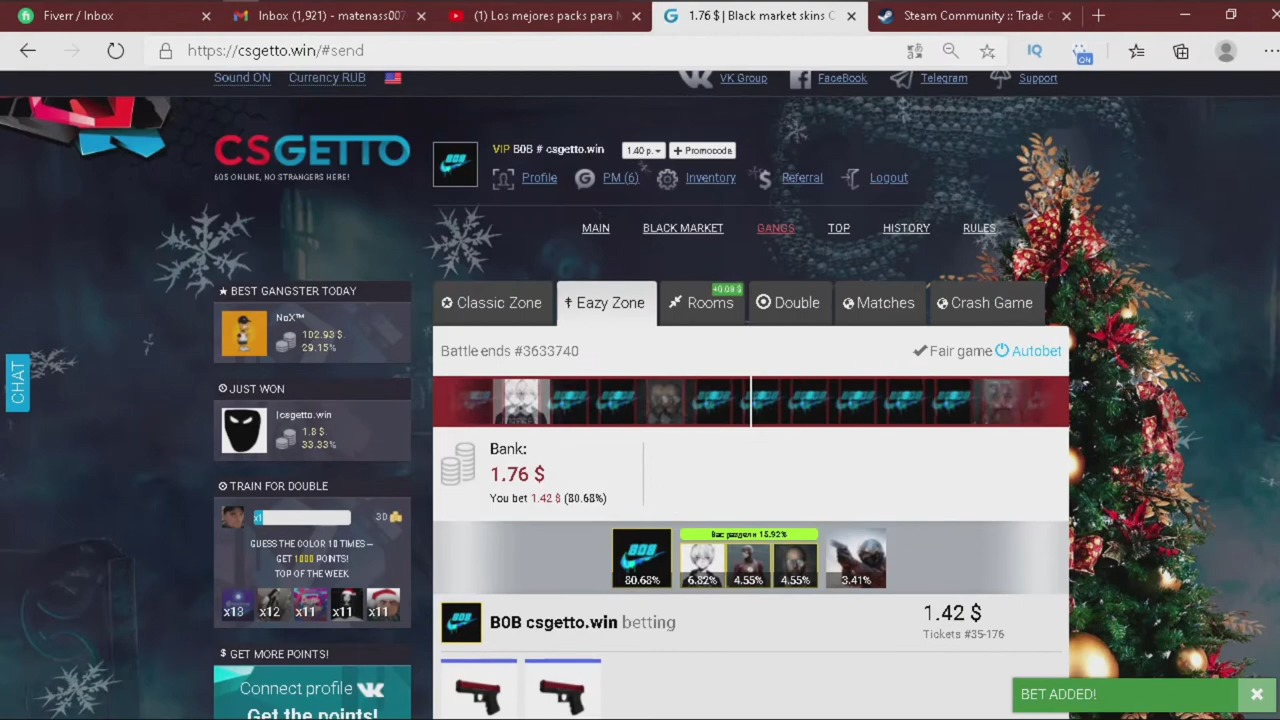 Fiverr / Inbox
Inbox (1,921) - matenass007
(1) Los mejores packs para M
1.76 $ | Black market skins C
Steam Community :: Trade O
https://csgetto.win/#send
IQ
ON
Sound ON
Currency RUB
VK Group
FaceBook
Telegram
Support
CSGETTO
605 ONLINE, NO STRANGERS HERE!
VIP B0B # csgetto.win
1.40 р.
+ Promocode
Profile
PM (6)
Inventory
Referral
Logout
MAIN
BLACK MARKET
GANGS
TOP
HISTORY
RULES
BEST GANGSTER TODAY
NoX™
102.93 $.
29.15%
JUST WON
|csgetto.win
1.8 $.
33.33%
TRAIN FOR DOUBLE
x1
30
GUESS THE COLOR 10 TIMES —
GET 1000 POINTS!
TOP OF THE WEEK
x13
x12
x11
x11
x11
$ GET MORE POINTS!
Connect profile
Get the points!
CHAT
Classic Zone
Eazy Zone
Rooms
+0.09 $
Double
Matches
Crash Game
Battle ends #3633740
Fair game
Autobet
Bank:
1.76 $
You bet 1.42 $ (80.68%)
B0B
80.68%
6.82%
4.55%
4.55%
3.41%
B0B csgetto.win betting
1.42 $
Tickets #35-176
BET ADDED!